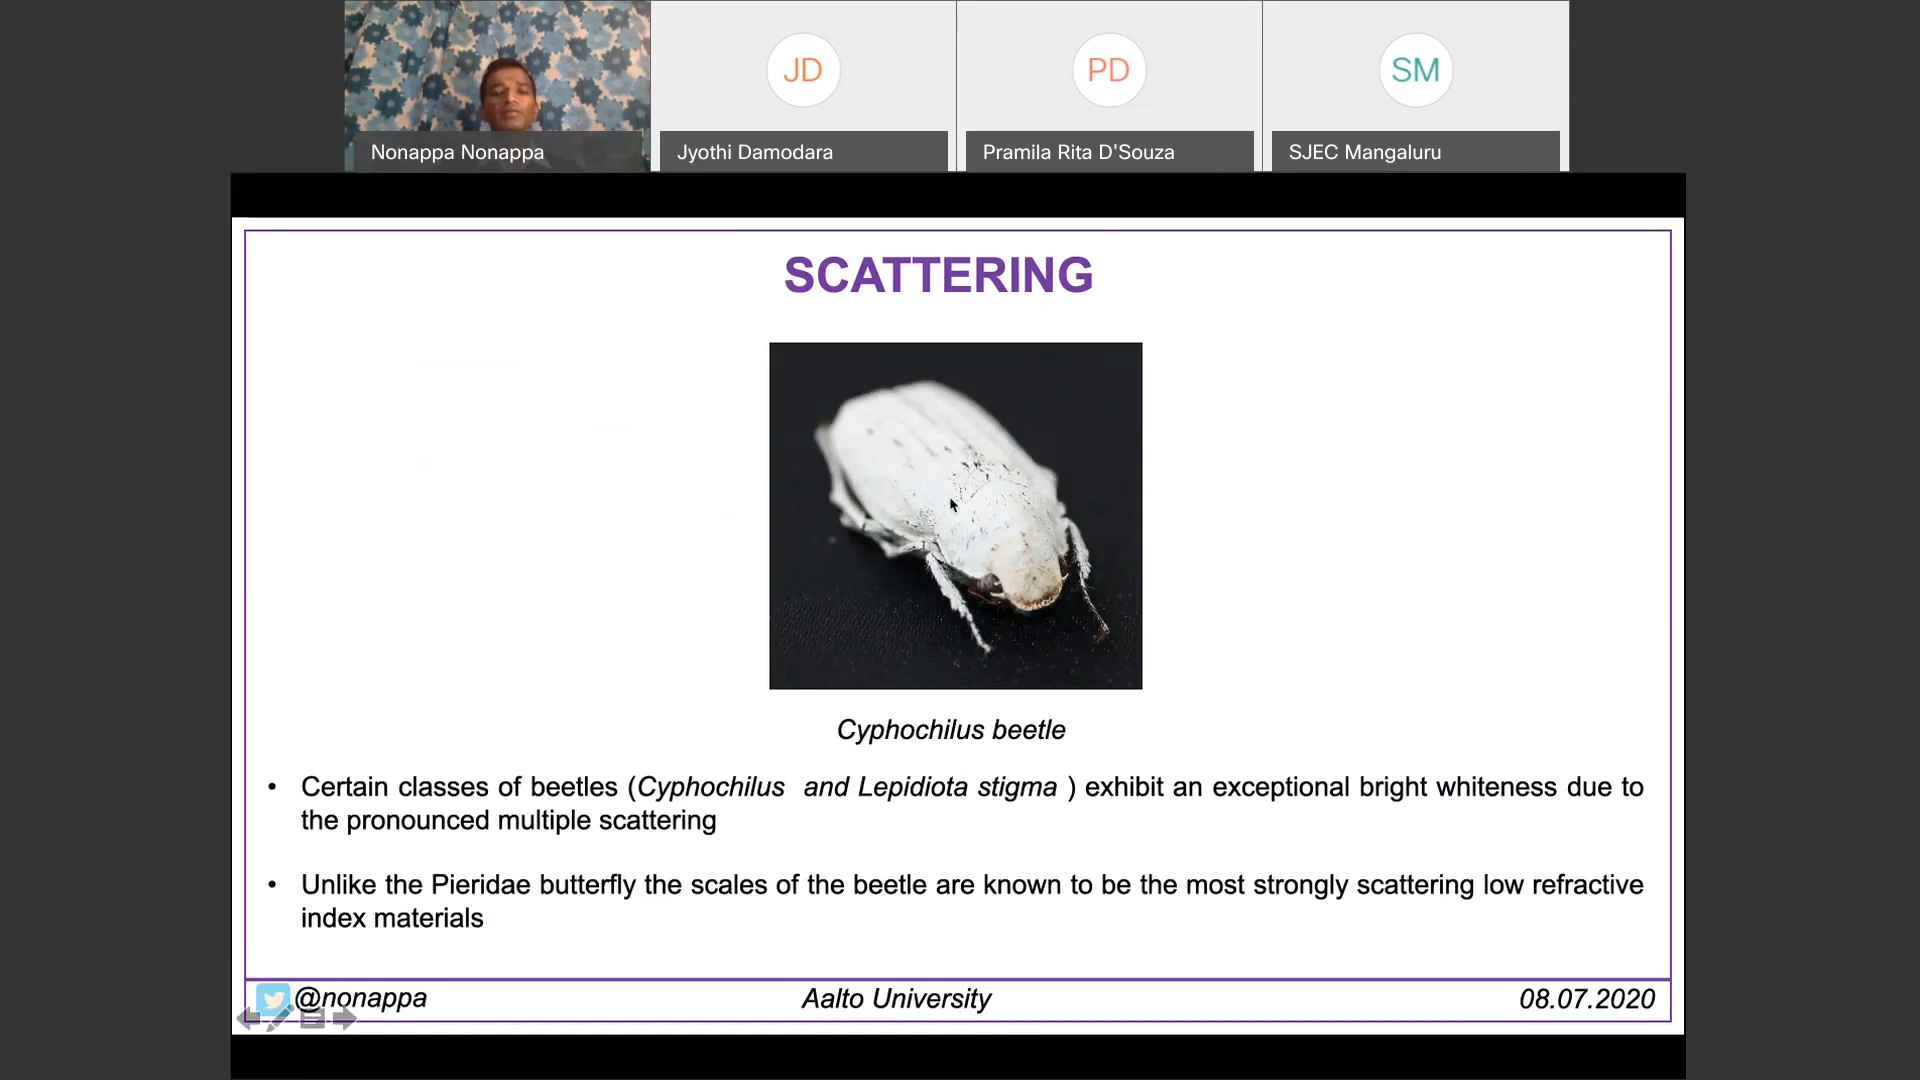 JD
PD
SM
Nonappa Nonappa
Jyothi Damodara
Pramila Rita D'Souza
SJEC Mangaluru
SCATTERING
Cyphochilus beetle
• Certain classes of beetles (Cyphochilus and Lepidiota stigma ) exhibit an exceptional bright whiteness due to
the pronounced multiple scattering
• Unlike the Pieridae butterfly the scales of the beetle are known to be the most strongly scattering low refractive
index materials
@nonappa
Aalto University
08.07.2020